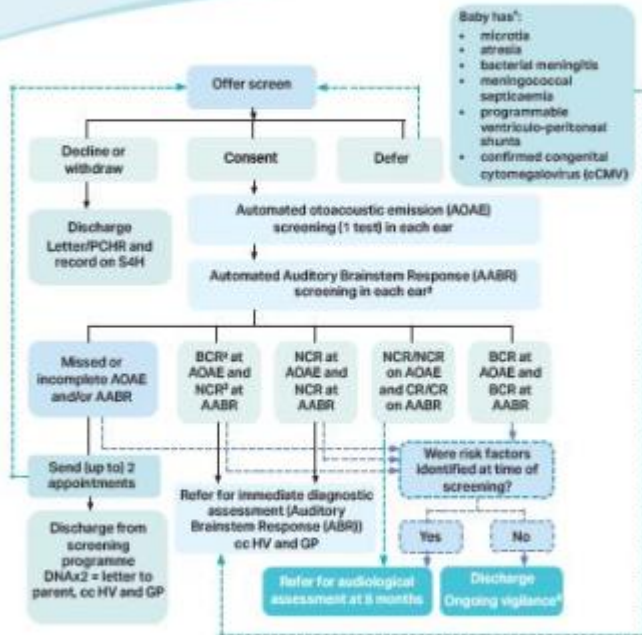 Baby has^:
• microtia
• atresia
• bacterial meningitis
• meningococcal
septicaemia
• programmable
ventriculo-peritoneal
shunts
• confirmed congenital
cytomegalovirus (cCMV)
Offer screen
Decline or
withdraw
Consent
Defer
Discharge
Letter/PCHR and
record on S4H
Automated otoacoustic emission (AOAE)
screening (1 test) in each ear
Automated Auditory Brainstem Response (AABR)
screening in each ear
Missed or
incomplete AOAE
and/or AABR
BCR at
AOAE and
NCR at
AABR
NCR at
AOAE and
NCR at AABR
NCR/NCR
on AOAE
and CR/CR
on AABR
BCR at
AOAE and
BCR at
AABR
Send (up to) 2
appointments
Were risk factors
identified at time of
screening?
Discharge from
screening
programme
DNAx2 = letter to
parent, cc HV and GP
Refer for immediate diagnostic
assessment (Auditory
Brainstem Response (ABR))
cc HV and GP
Yes
No
Refer for audiological
assessment at 8 months
Discharge
Ongoing vigilance